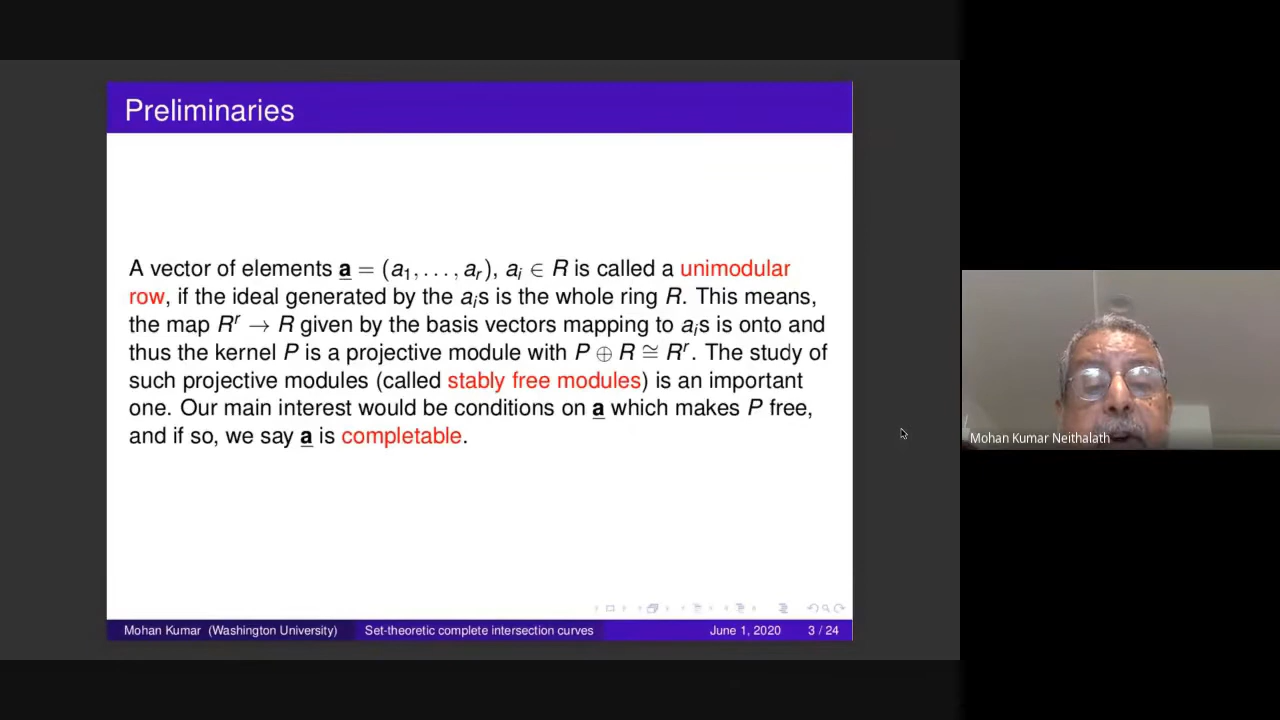 Preliminaries
A vector of elements a = (a₁, . . . , aᵣ), aᵢ ∈ R is called a unimodular
row, if the ideal generated by the aᵢs is the whole ring R. This means,
the map Rʳ → R given by the basis vectors mapping to aᵢs is onto and
thus the kernel P is a projective module with P ⊕ R ≅ Rʳ. The study of
such projective modules (called stably free modules) is an important
one. Our main interest would be conditions on a which makes P free,
and if so, we say a is completable.
Mohan Kumar (Washington University) Set-theoretic complete intersection curves June 1, 2020 3 / 24
Mohan Kumar Neithalath